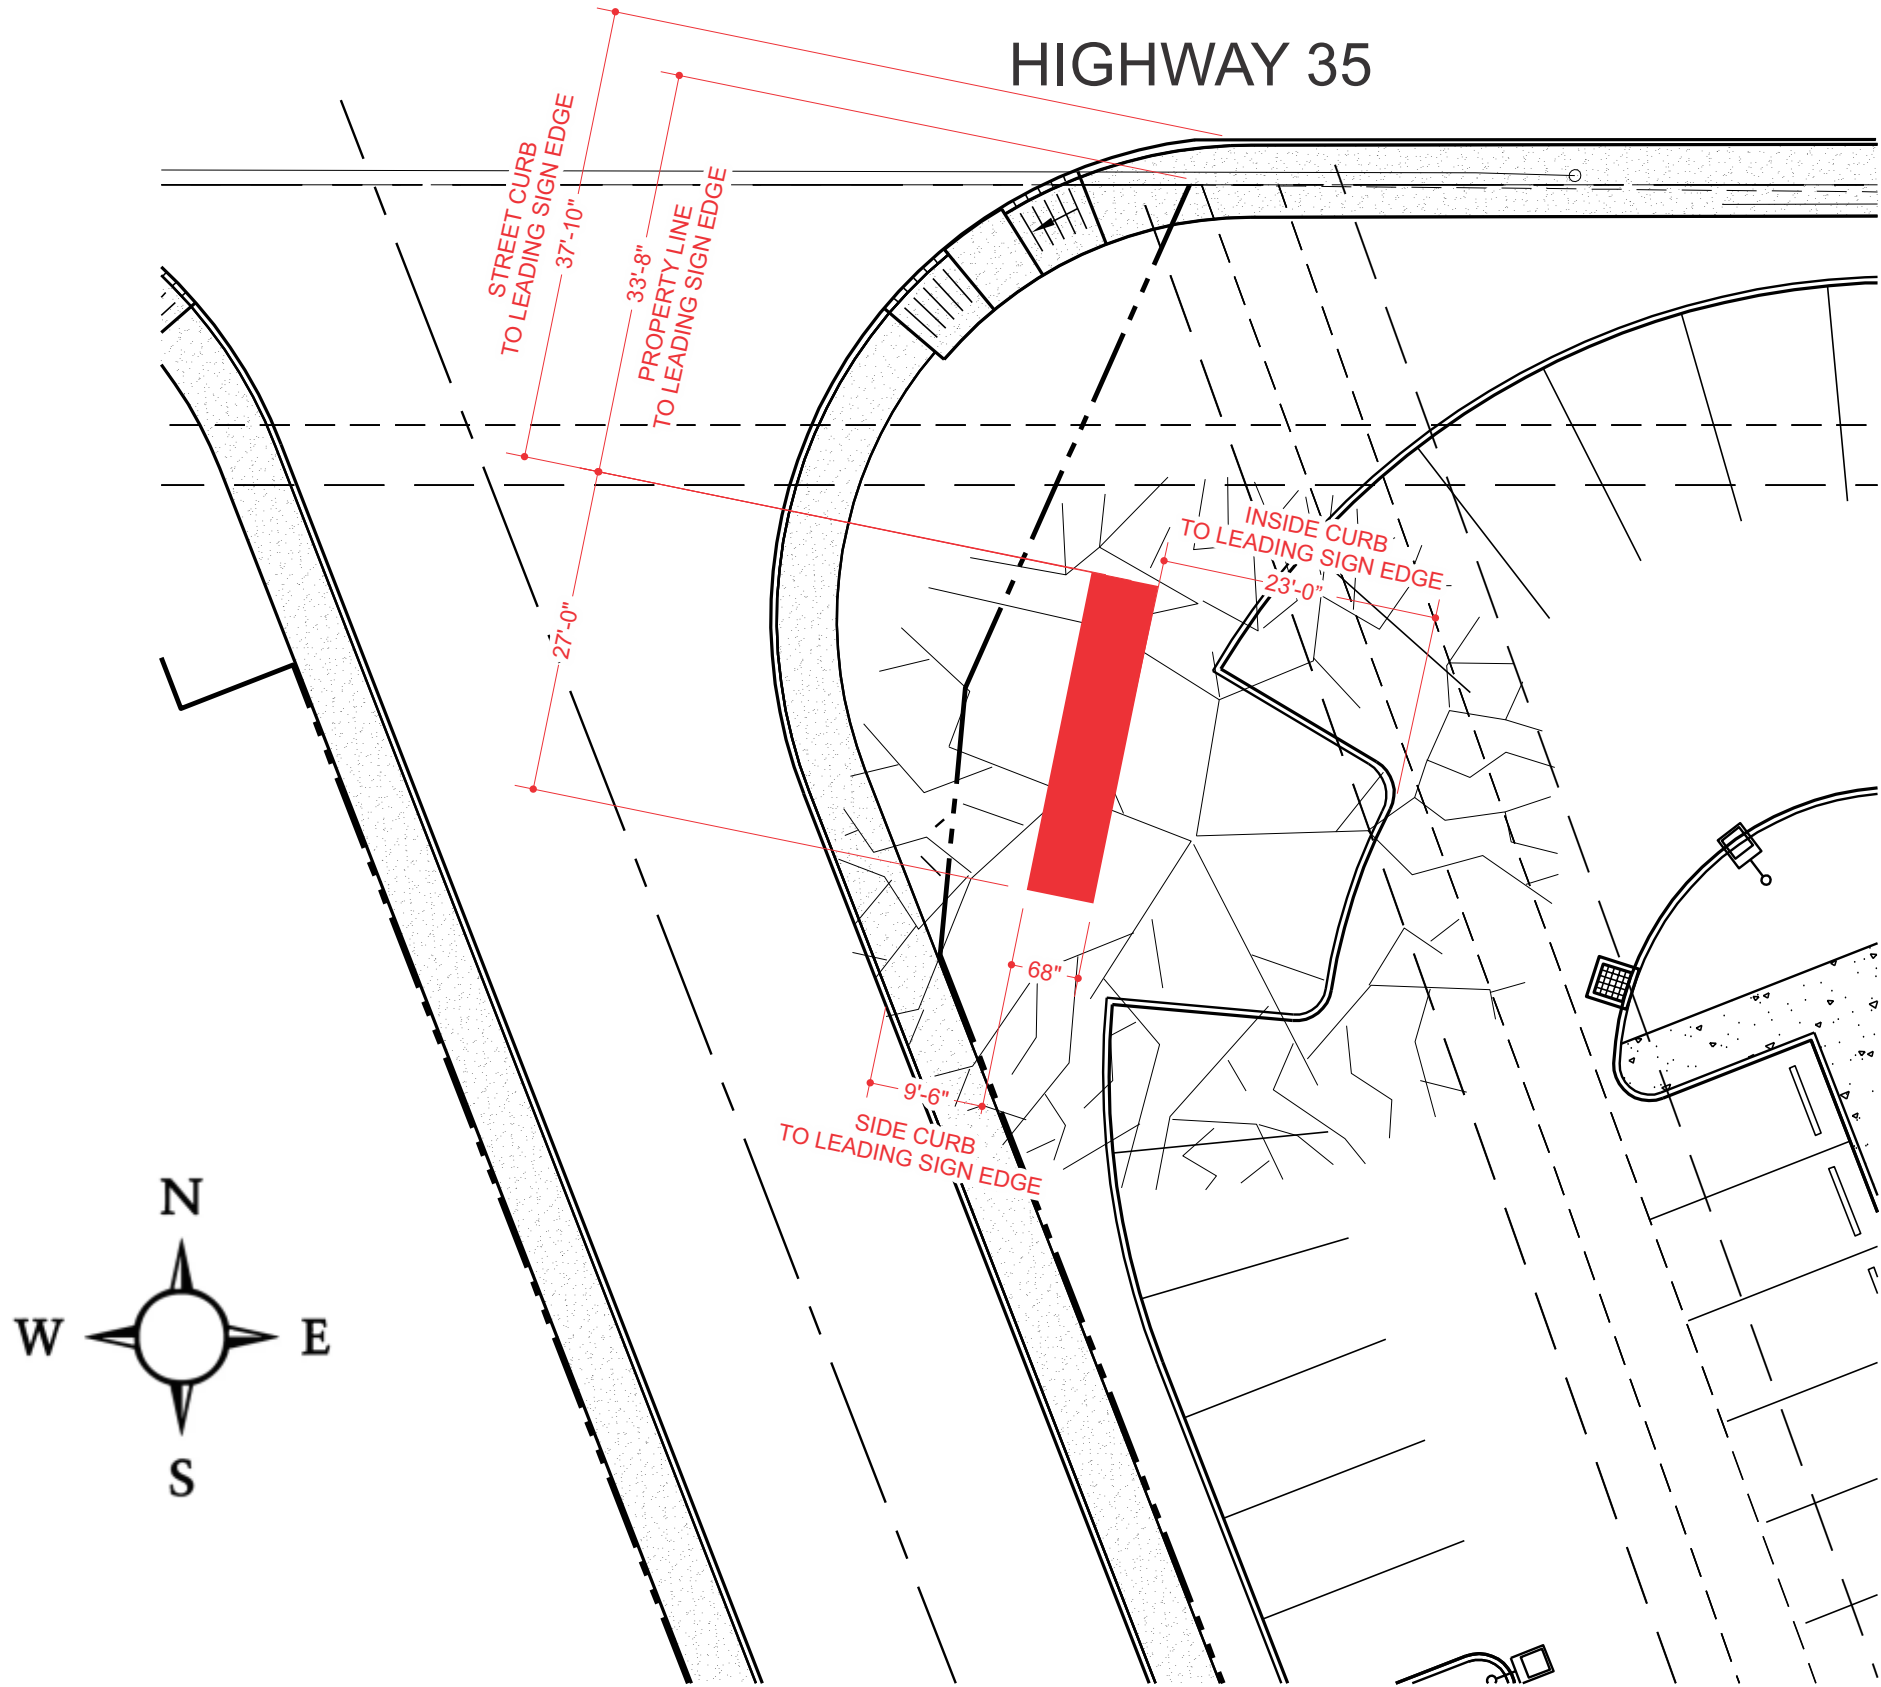 HIGHWAY 35
STREET CURB
TO LEADING SIGN EDGE
37'-10"
33'-8"
PROPERTY LINE
TO LEADING SIGN EDGE
INSIDE CURB
TO LEADING SIGN EDGE
23'-0"
27'-0"
68"
9'-6"
SIDE CURB
TO LEADING SIGN EDGE
N
W
E
S